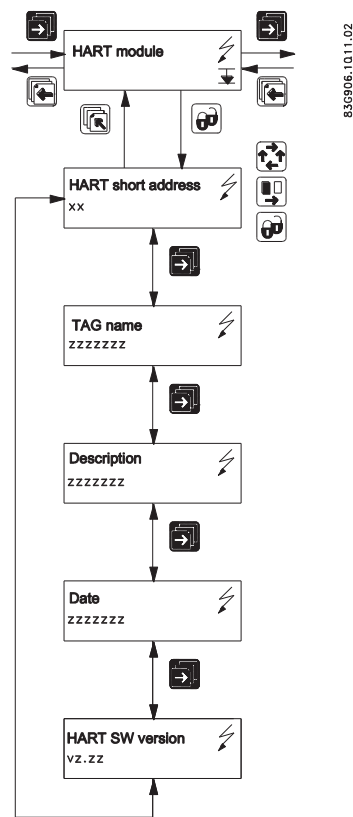 HART module
83G906.1011.02
HART short address
xx
TAG name
zzzzzzz
Description
zzzzzzz
Date
zzzzzzz
HART SW version
vz.zz